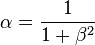 α = 1 / (1 + β²)